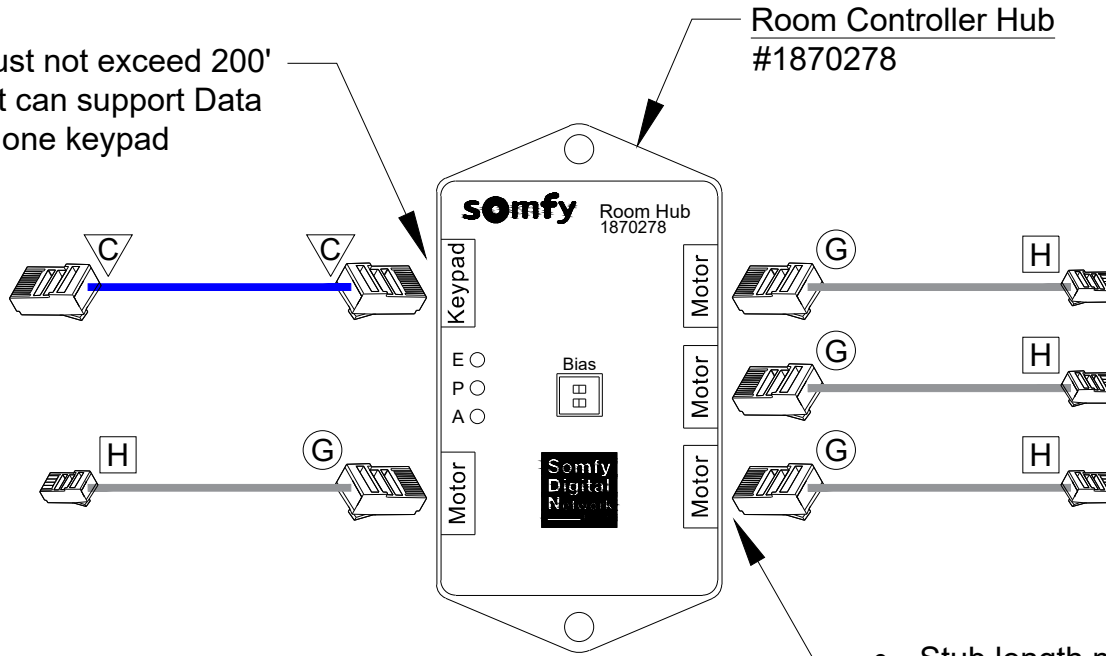 Room Controller Hub
#1870278
ust not exceed 200'
t can support Data
one keypad
somfy
Room Hub
1870278
C
C
Keypad
Motor
G
H
E
P
A
Bias
Motor
G
H
H
G
Motor
Somfy
Digital
Network
Motor
G
H
Stub length